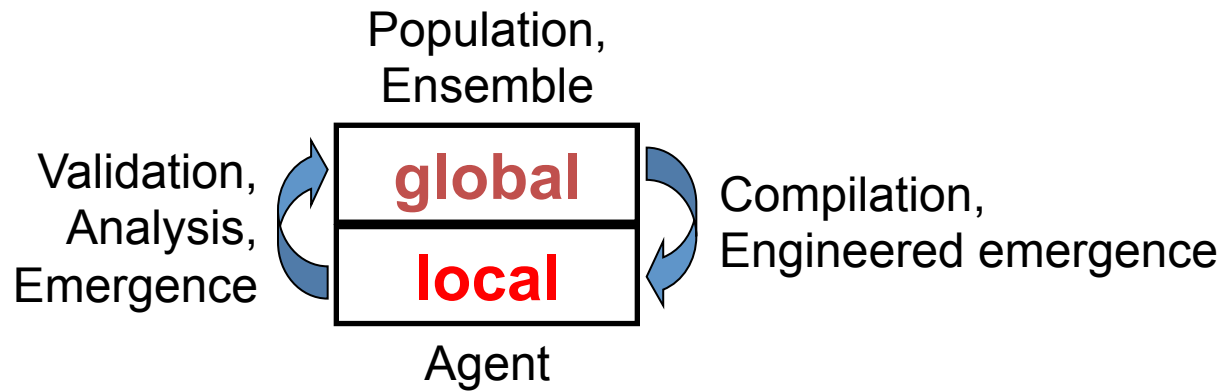 Population,
Ensemble
Validation,
Analysis,
Emergence
global
local
Compilation,
Engineered emergence
Agent